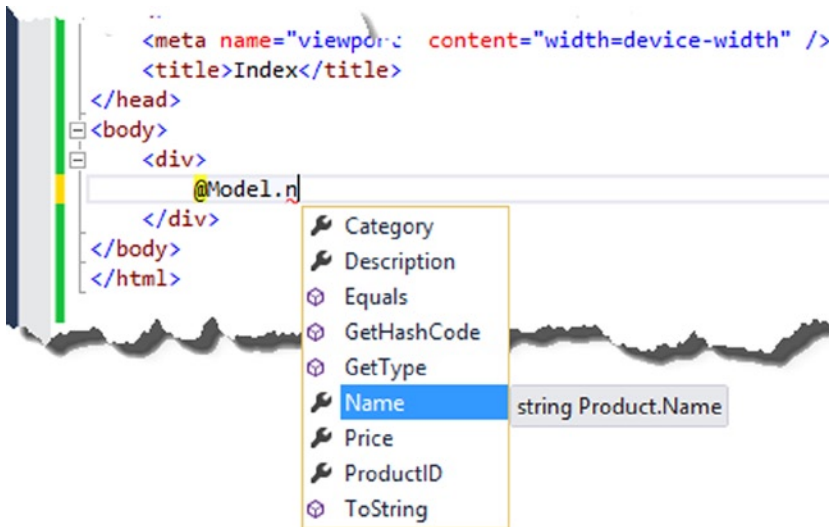 <meta name="viewport content="width=device-width" />
<title>Index</title>
</head>
<body>
<div>
@Model.n
</div>
</body>
</html>
Category
Description
Equals
GetHashCode
GetType
Name
string Product.Name
Price
ProductID
ToString